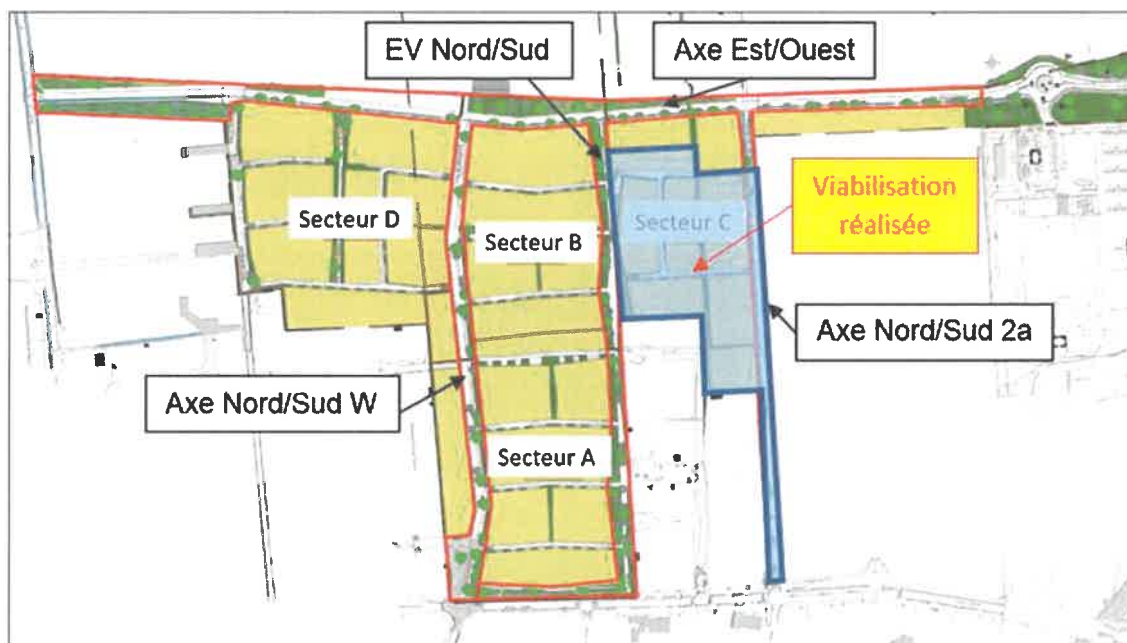 EV Nord/Sud
Axe Est/Ouest
Secteur D
Secteur B
Secteur C
Viabilisation
réalisée
Axe Nord/Sud 2a
Axe Nord/Sud W
Secteur A